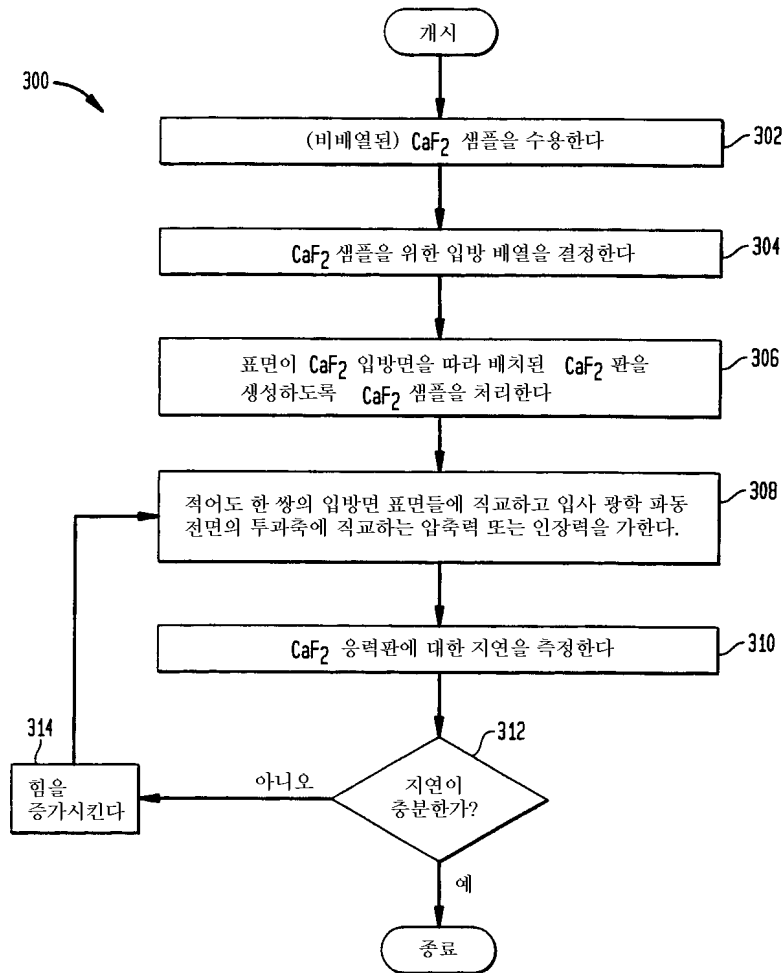 개시
300
(비배열된) CaF2 샘플을 수용한다
302
CaF2 샘플을 위한 입방 배열을 결정한다
304
표면이 CaF2 입방면을 따라 배치된 CaF2 판을
생성하도록 CaF2 샘플을 처리한다
306
적어도 한 쌍의 입방면 표면들에 직교하고 입사 광학 파동
전면의 투과축에 직교하는 압축력 또는 인장력을 가한다.
308
CaF2 응력판에 대한 지연을 측정한다
310
312
지연이
충분한가?
아니오
314
힘을
증가시킨다
예
종료